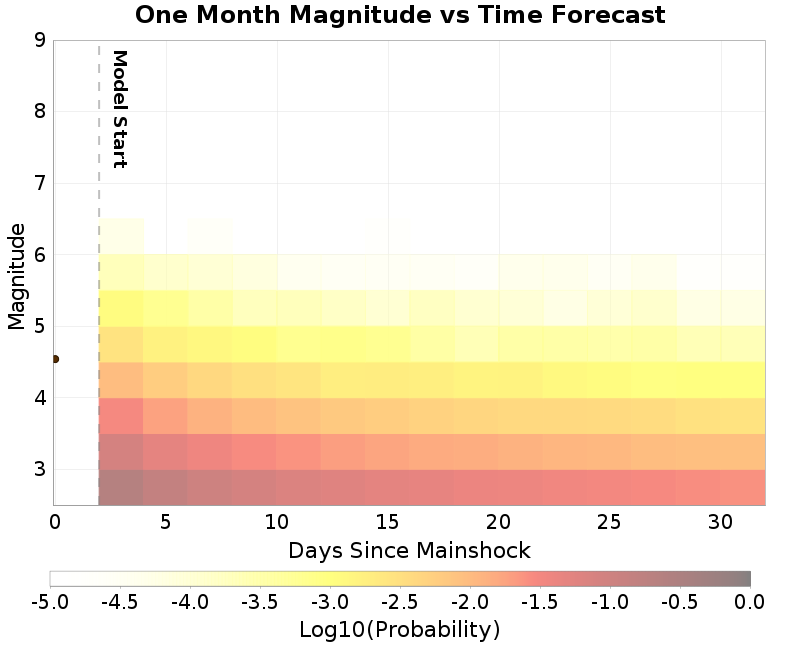 One Month Magnitude vs Time Forecast
9
8
7
6
5
4
3
Magnitude
Model Start
0 5 10 15 20 25 30
Days Since Mainshock
-5.0 -4.5 -4.0 -3.5 -3.0 -2.5 -2.0 -1.5 -1.0 -0.5 0.0
Log10(Probability)